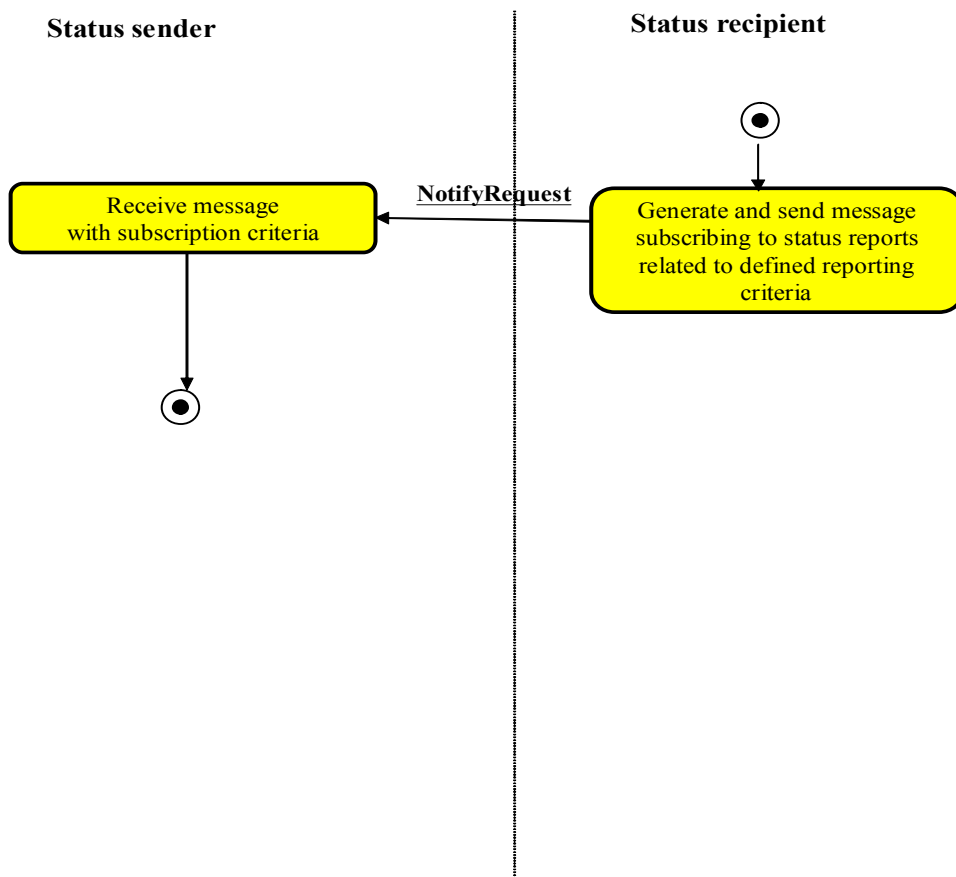 Status sender
Status recipient
NotifyRequest
Receive message
with subscription criteria
Generate and send message
subscribing to status reports
related to defined reporting
criteria